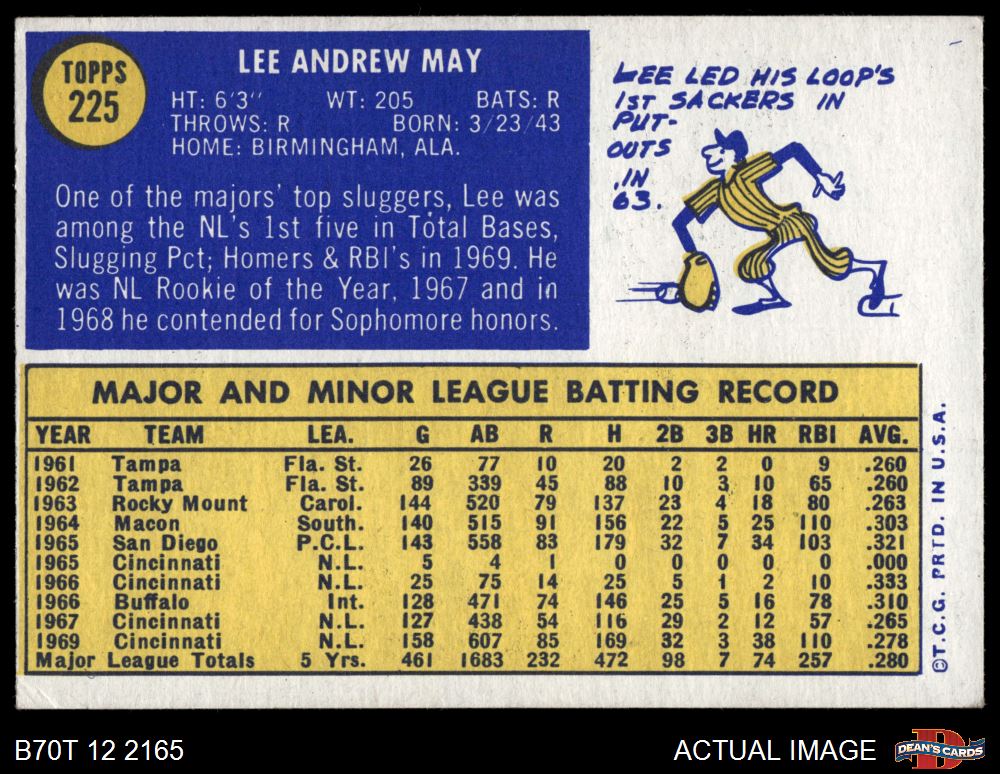 TOPPS
225
LEE ANDREW MAY
HT: 6'3" WT: 205 BATS: R
THROWS: R BORN: 3/23/43
HOME: BIRMINGHAM, ALA.
One of the majors' top sluggers, Lee was
among the NL's 1st five in Total Bases,
Slugging Pct; Homers & RBI's in 1969. He
was NL Rookie of the Year, 1967 and in
1968 he contended for Sophomore honors.
LEE LED HIS LOOP'S
1ST SACKERS IN
PUT-
OUTS
IN
63.
MAJOR AND MINOR LEAGUE BATTING RECORD
YEAR TEAM LEA. G AB R H 2B 3B HR RBI AVG.
1961 Tampa Fla. St. 26 77 10 20 2 2 0 9 .260
1962 Tampa Fla. St. 89 339 45 88 10 3 10 65 .260
1963 Rocky Mount Carol. 144 520 79 137 23 4 18 80 .263
1964 Macon South. 140 515 91 156 22 5 25 110 .303
1965 San Diego P.C.L. 143 558 83 179 32 7 34 103 .321
1965 Cincinnati N.L. 5 4 1 0 0 0 0 0 .000
1966 Cincinnati N.L. 25 75 14 25 5 1 2 10 .333
1966 Buffalo Int. 128 471 74 146 25 5 16 78 .310
1967 Cincinnati N.L. 127 438 54 116 29 2 12 57 .265
1969 Cincinnati N.L. 158 607 85 169 32 3 38 110 .278
Major League Totals 5 Yrs. 461 1683 232 472 98 7 74 257 .280
©T.C.G. PRTD. IN U.S.A.
B70T 12 2165
ACTUAL IMAGE
DEAN'S CARDS